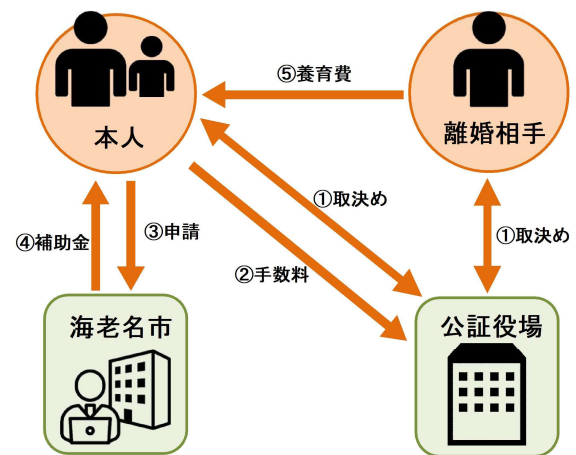 ⑤養育費
本人
離婚相手
①取決め
①取決め
③申請
④補助金
②手数料
海老名市
公証役場